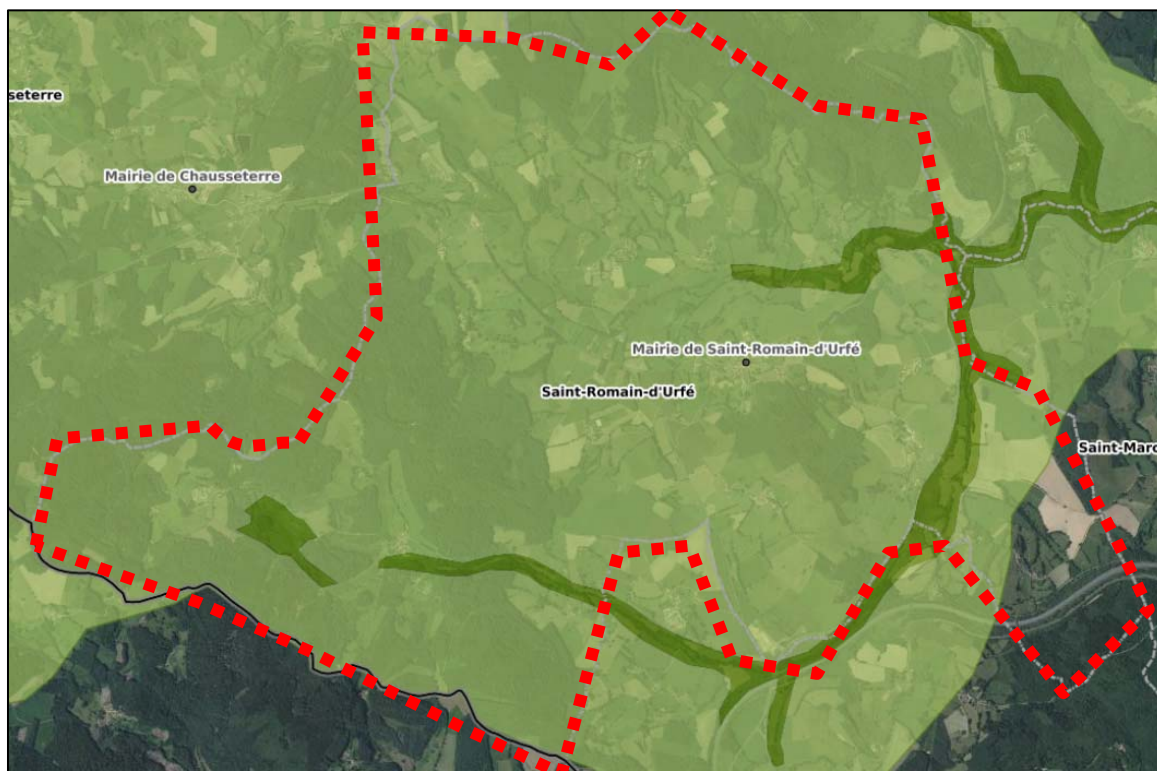 seterre
Mairie de Chausseterre
Mairie de Saint-Romain-d'Urfé
Saint-Romain-d'Urfé
Saint-Marc